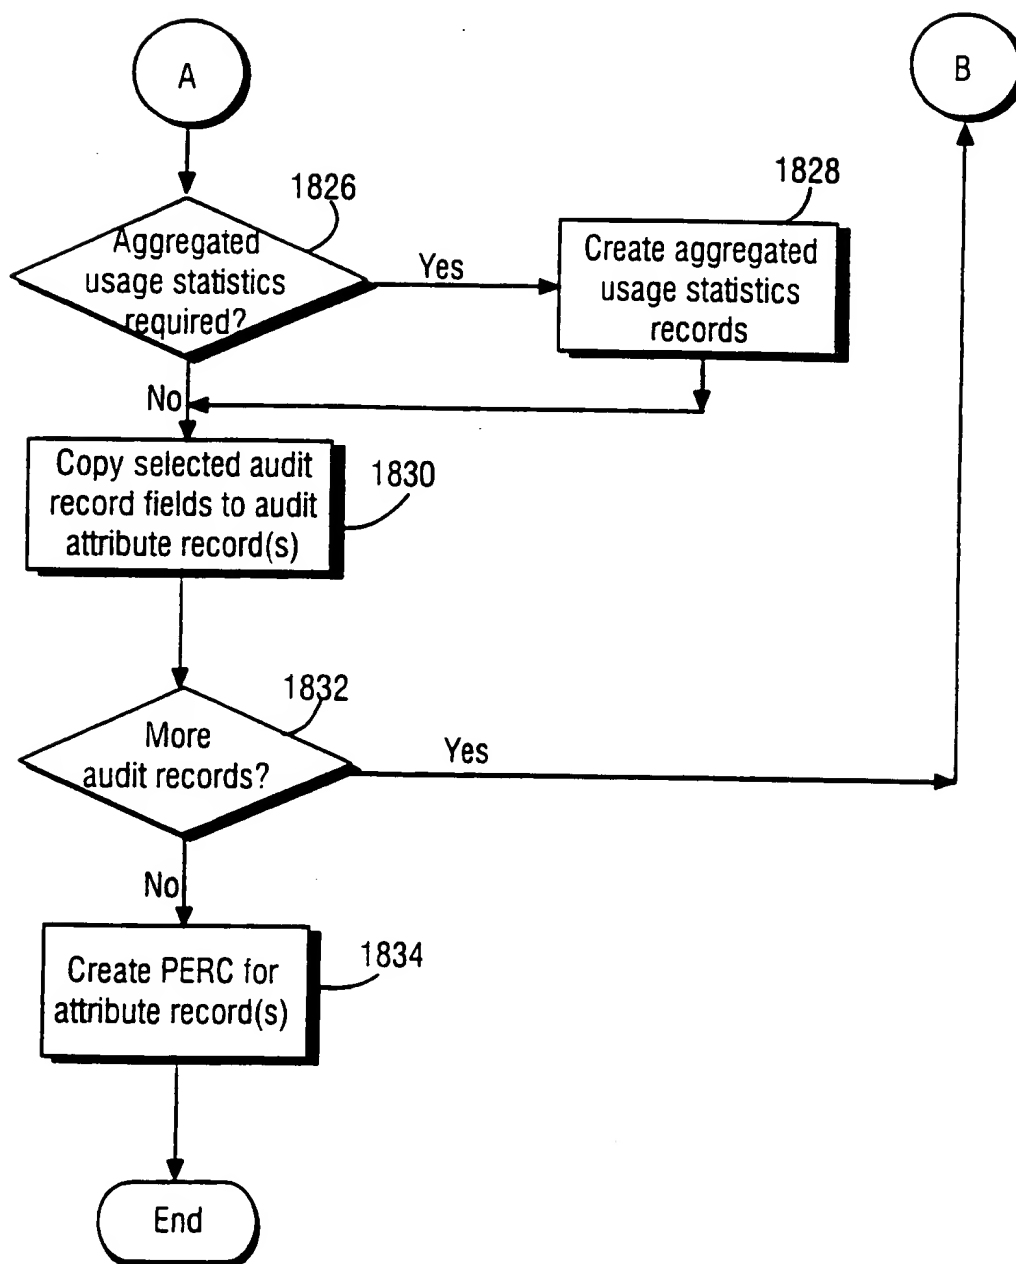 A
B
1826
1828
Aggregated
usage statistics
required?
Yes
Create aggregated
usage statistics
records
No
Copy selected audit
record fields to audit
attribute record(s)
1830
1832
More
audit records?
Yes
No
Create PERC for
attribute record(s)
1834
End